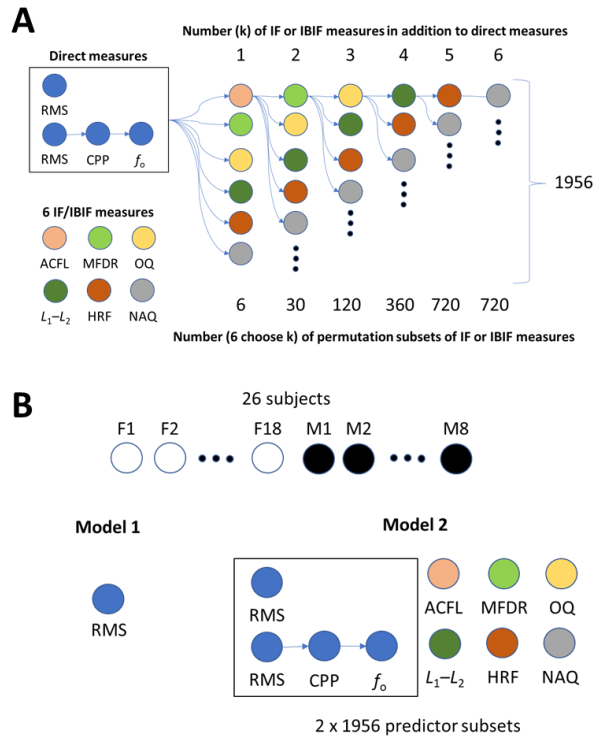 A
Number (k) of IF or IBIF measures in addition to direct measures
Direct measures
1 2 3 4 5 6
RMS
RMS CPP fo
1956
6 IF/IBIF measures
ACFL MFDR OQ
L1–L2 HRF NAQ
6 30 120 360 720 720
Number (6 choose k) of permutation subsets of IF or IBIF measures
B
26 subjects
F1 F2 F18 M1 M2 M8
Model 1
Model 2
RMS
RMS
ACFL MFDR OQ
RMS CPP fo
L1–L2 HRF NAQ
2 x 1956 predictor subsets